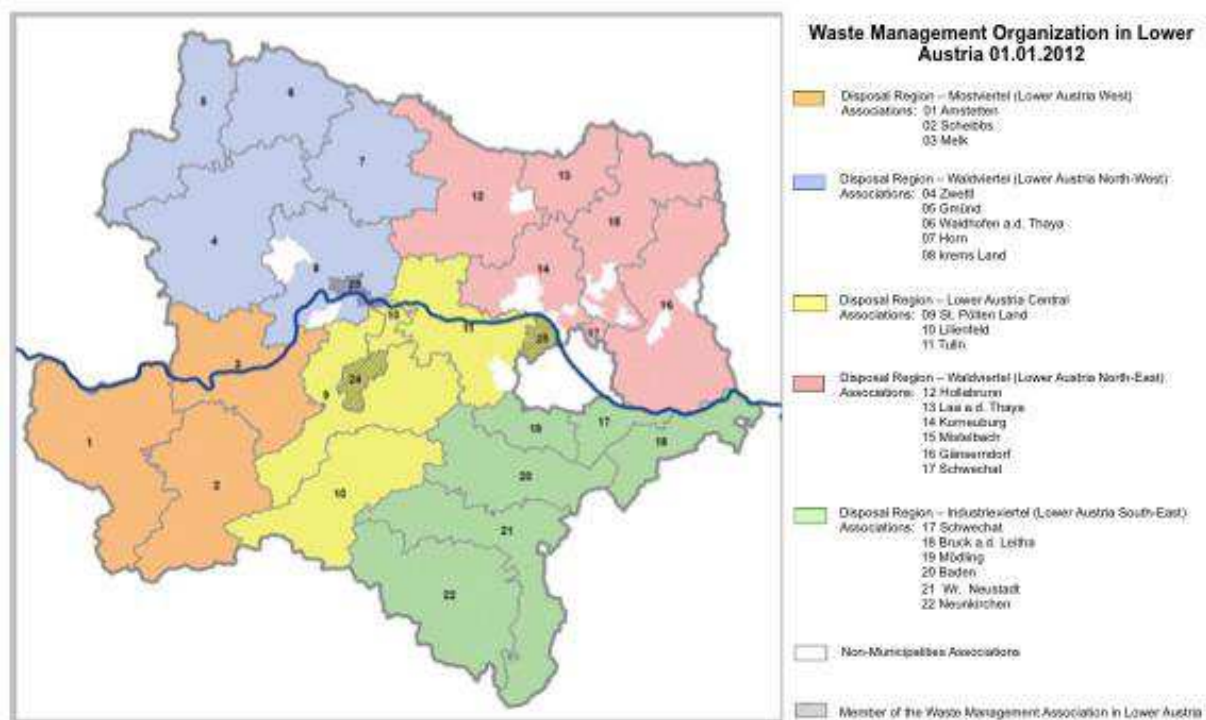 Waste Management Organization in Lower
Austria 01.01.2012
Disposal Region – Mostviertel (Lower Austria West)
Associations: 01 Amstetten
02 Scheibbs
03 Melk
Disposal Region – Waldviertel (Lower Austria North-West)
Associations: 04 Zwettl
05 Gmünd
06 Waidhofen a.d. Thaya
07 Horn
08 krems Land
Disposal Region – Lower Austria Central
Associations: 09 St. Pölten Land
10 Lilienfeld
11 Tulln
Disposal Region – Waldviertel (Lower Austria North-East)
Associations: 12 Hollabrunn
13 Laa a.d. Thaya
14 Korneuburg
15 Mistelbach
16 Gänserndorf
17 Schwechat
Disposal Region – Industrieviertel (Lower Austria South-East)
Associations: 17 Schwechat
18 Bruck a.d. Leitha
19 Mödling
20 Baden
21 Wr. Neustadt
22 Neunkirchen
Non-Municipalities Associations
Member of the Waste Management Association in Lower Austria
5
6
7
12
13
15
4
8
14
16
10
11
17
3
9
24
1
2
19
17
18
20
10
21
22